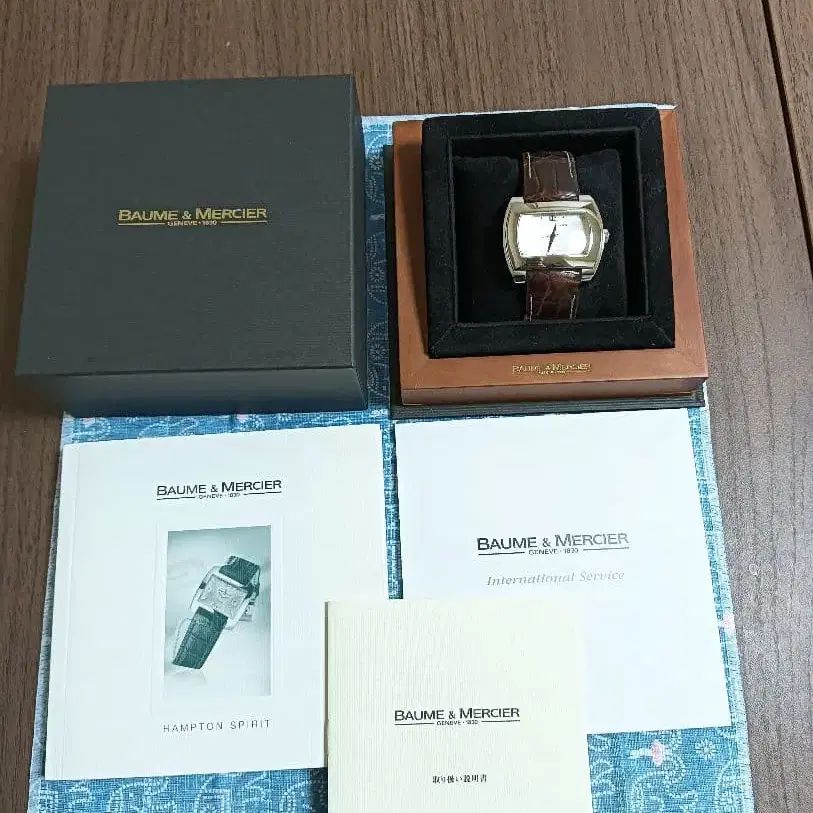 BAUME & MERCIER
GENEVE · 1830
BAUME & MERCIER
BAUME & MERCIER
GENEVE · 1830
HAMPTON SPIRIT
BAUME & MERCIER
GENEVE · 1830
International Service
BAUME & MERCIER
GENEVE · 1830
取り扱い説明書